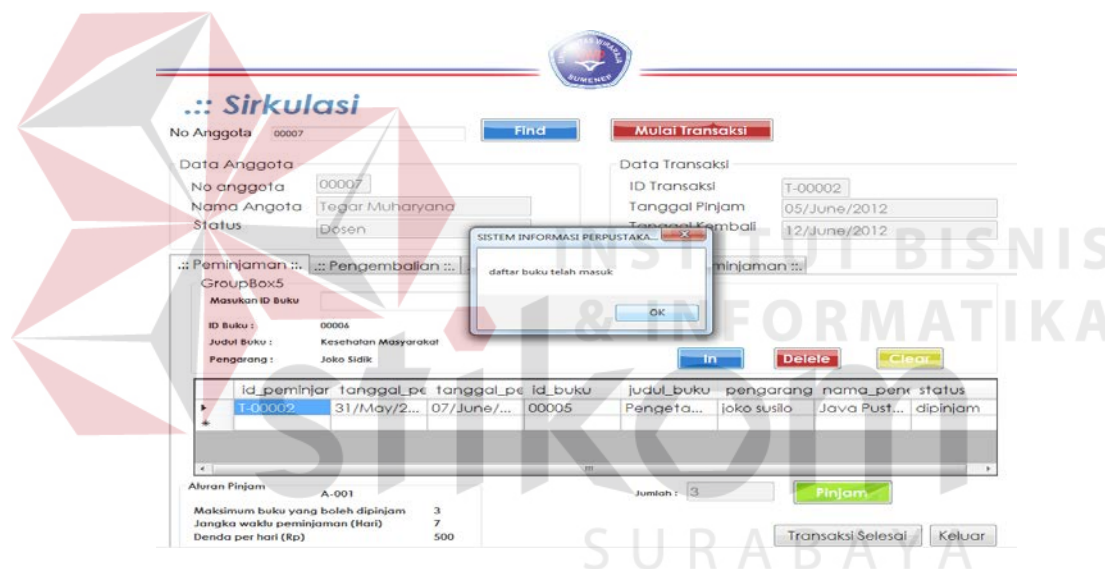 UNIVERSITAS WIRARAJA
SUMENEP
.:: Sirkulasi
No Anggota 00007 Find Mulai Transaksi
Data Anggota
No anggota 00007
Nama Angota Tegar Muharyana
Status Dosen
Data Transaksi
ID Transaksi T-00002
Tanggal Pinjam 05/June/2012
Tanggal Kembali 12/June/2012
SISTEM INFORMASI PERPUSTAKA...
daftar buku telah masuk
OK
.:: Peminjaman ::. .:: Pengembalian ::. minjaman ::.
GroupBox5
Masukan ID Buku
ID Buku : 00006
Judul Buku : Kesehatan Masyarakat
Pengarang : Joko Sidik
In Delele Clear
id_peminjar tanggal_pe tanggal_pe id_buku judul_buku pengarang nama_pene status
T-00002 31/May/2... 07/June/... 00005 Pengeta... joko susilo Java Pust... dipinjam
Aturan Pinjam A-001
Maksimum buku yang boleh dipinjam 3
Jangka waktu peminjaman (Hari) 7
Denda per hari (Rp) 500
Jumlah : 3 Pinjam
Transaksi Selesai Keluar
INSTITUT BISNIS
& INFORMATIKA
stikom
SURABAYA